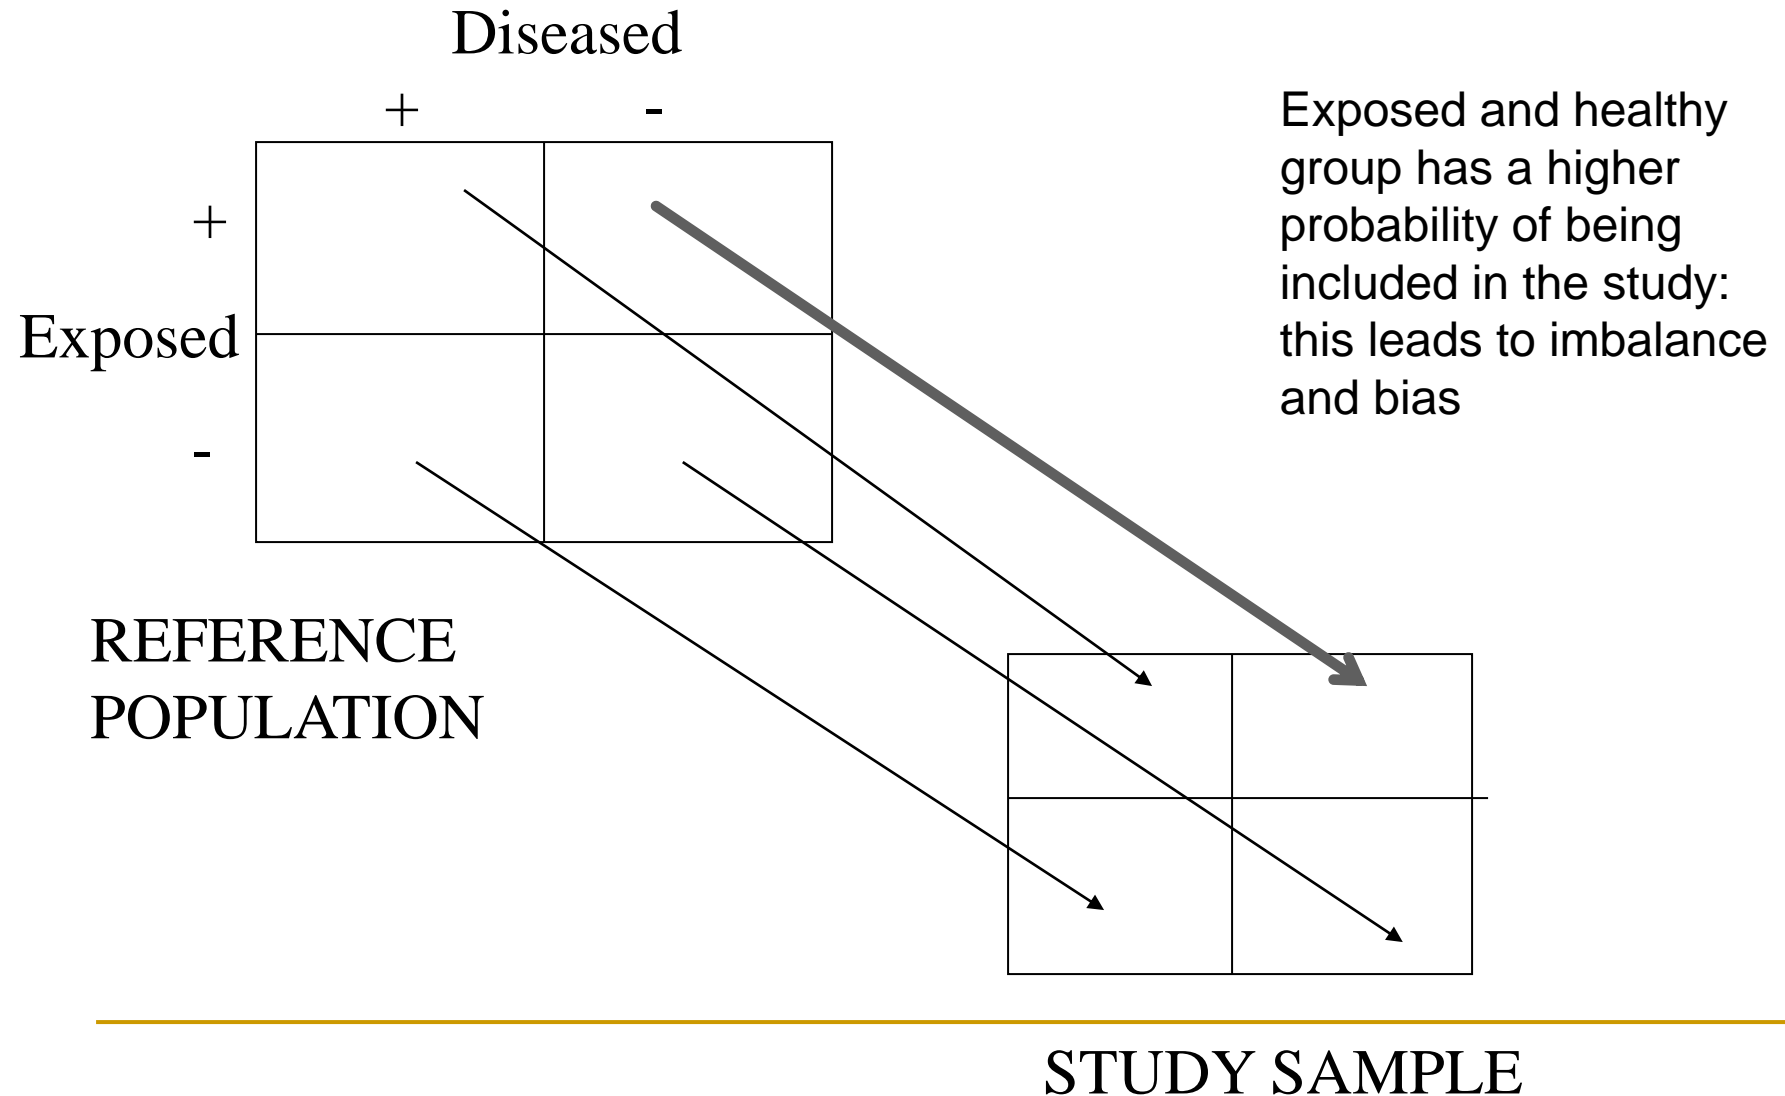 Diseased
+ -
Exposed and healthy
group has a higher
probability of being
included in the study:
this leads to imbalance
and bias
+
Exposed
-
REFERENCE
POPULATION
STUDY SAMPLE